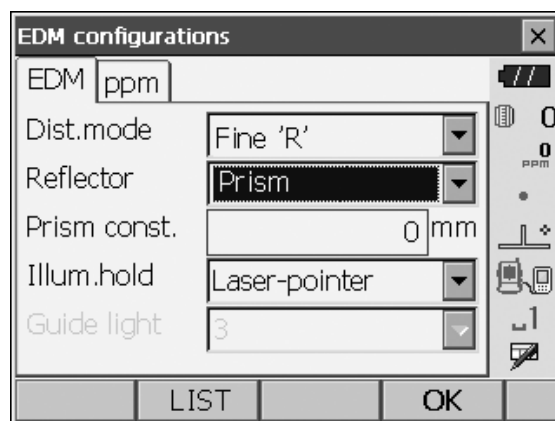 EDM configurations
EDM ppm
Dist.mode Fine 'R'
0
Reflector Prism
0
PPM
Prism const. 0 mm
Illum.hold Laser-pointer
Guide light 3
1
LIST OK